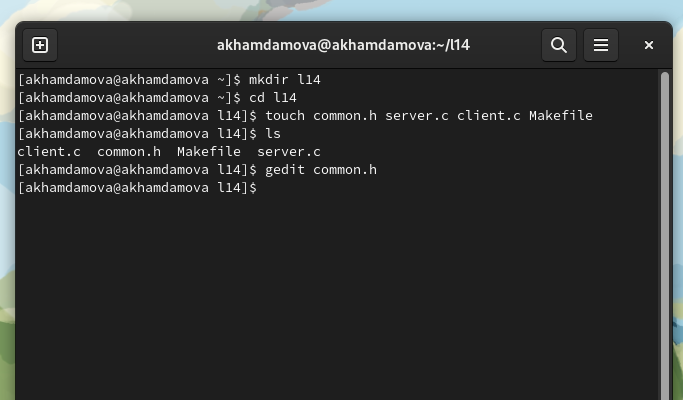 akhamdamova@akhamdamova:~/l14
[akhamdamova@akhamdamova ~]$ mkdir l14
[akhamdamova@akhamdamova ~]$ cd l14
[akhamdamova@akhamdamova l14]$ touch common.h server.c client.c Makefile
[akhamdamova@akhamdamova l14]$ ls
client.c  common.h  Makefile  server.c
[akhamdamova@akhamdamova l14]$ gedit common.h
[akhamdamova@akhamdamova l14]$